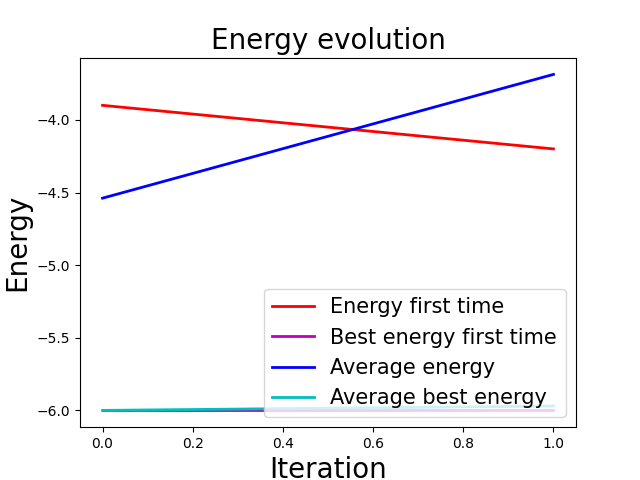 Energy evolution
Energy
−4.0
−4.5
−5.0
−5.5
−6.0
Energy first time
Best energy first time
Average energy
Average best energy
0.0 0.2 0.4 0.6 0.8 1.0
Iteration